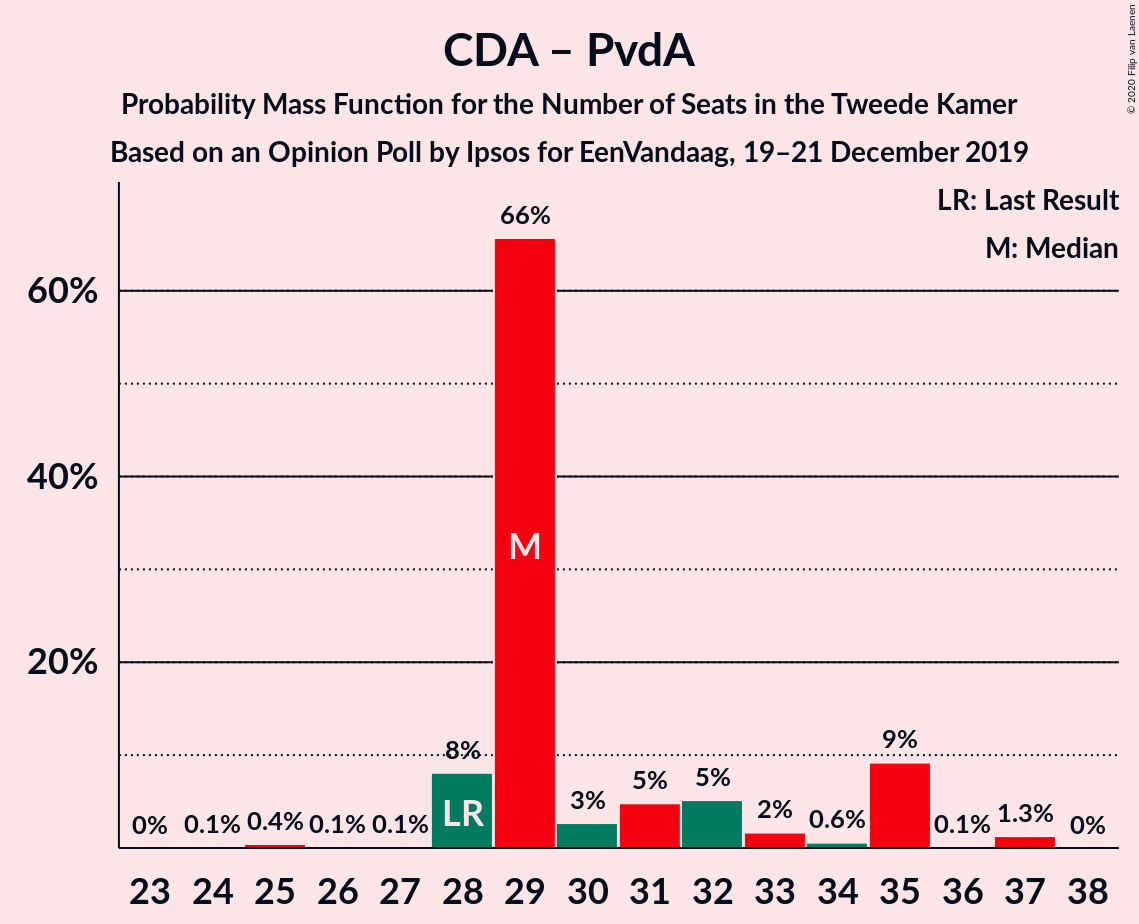 CDA – PvdA
Probability Mass Function for the Number of Seats in the Tweede Kamer
Based on an Opinion Poll by Ipsos for EenVandaag, 19–21 December 2019
© 2020 Filip van Laenen
LR: Last Result
M: Median
60%
40%
20%
0% 0.1% 0.4% 0.1% 0.1% 8% 66% 3% 5% 5% 2% 0.6% 9% 0.1% 1.3% 0%
LR
M
23 24 25 26 27 28 29 30 31 32 33 34 35 36 37 38